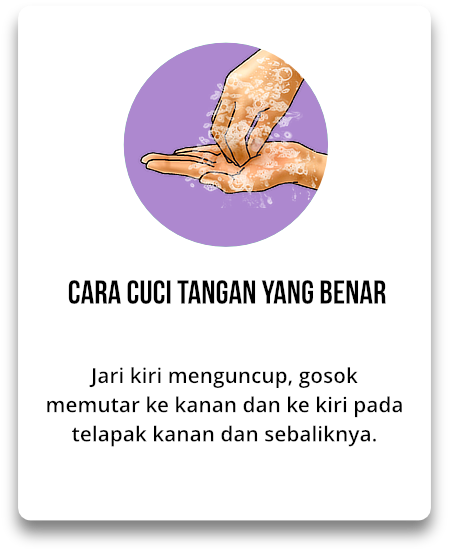 CARA CUCI TANGAN YANG BENAR
Jari kiri menguncup, gosok
memutar ke kanan dan ke kiri pada
telapak kanan dan sebaliknya.